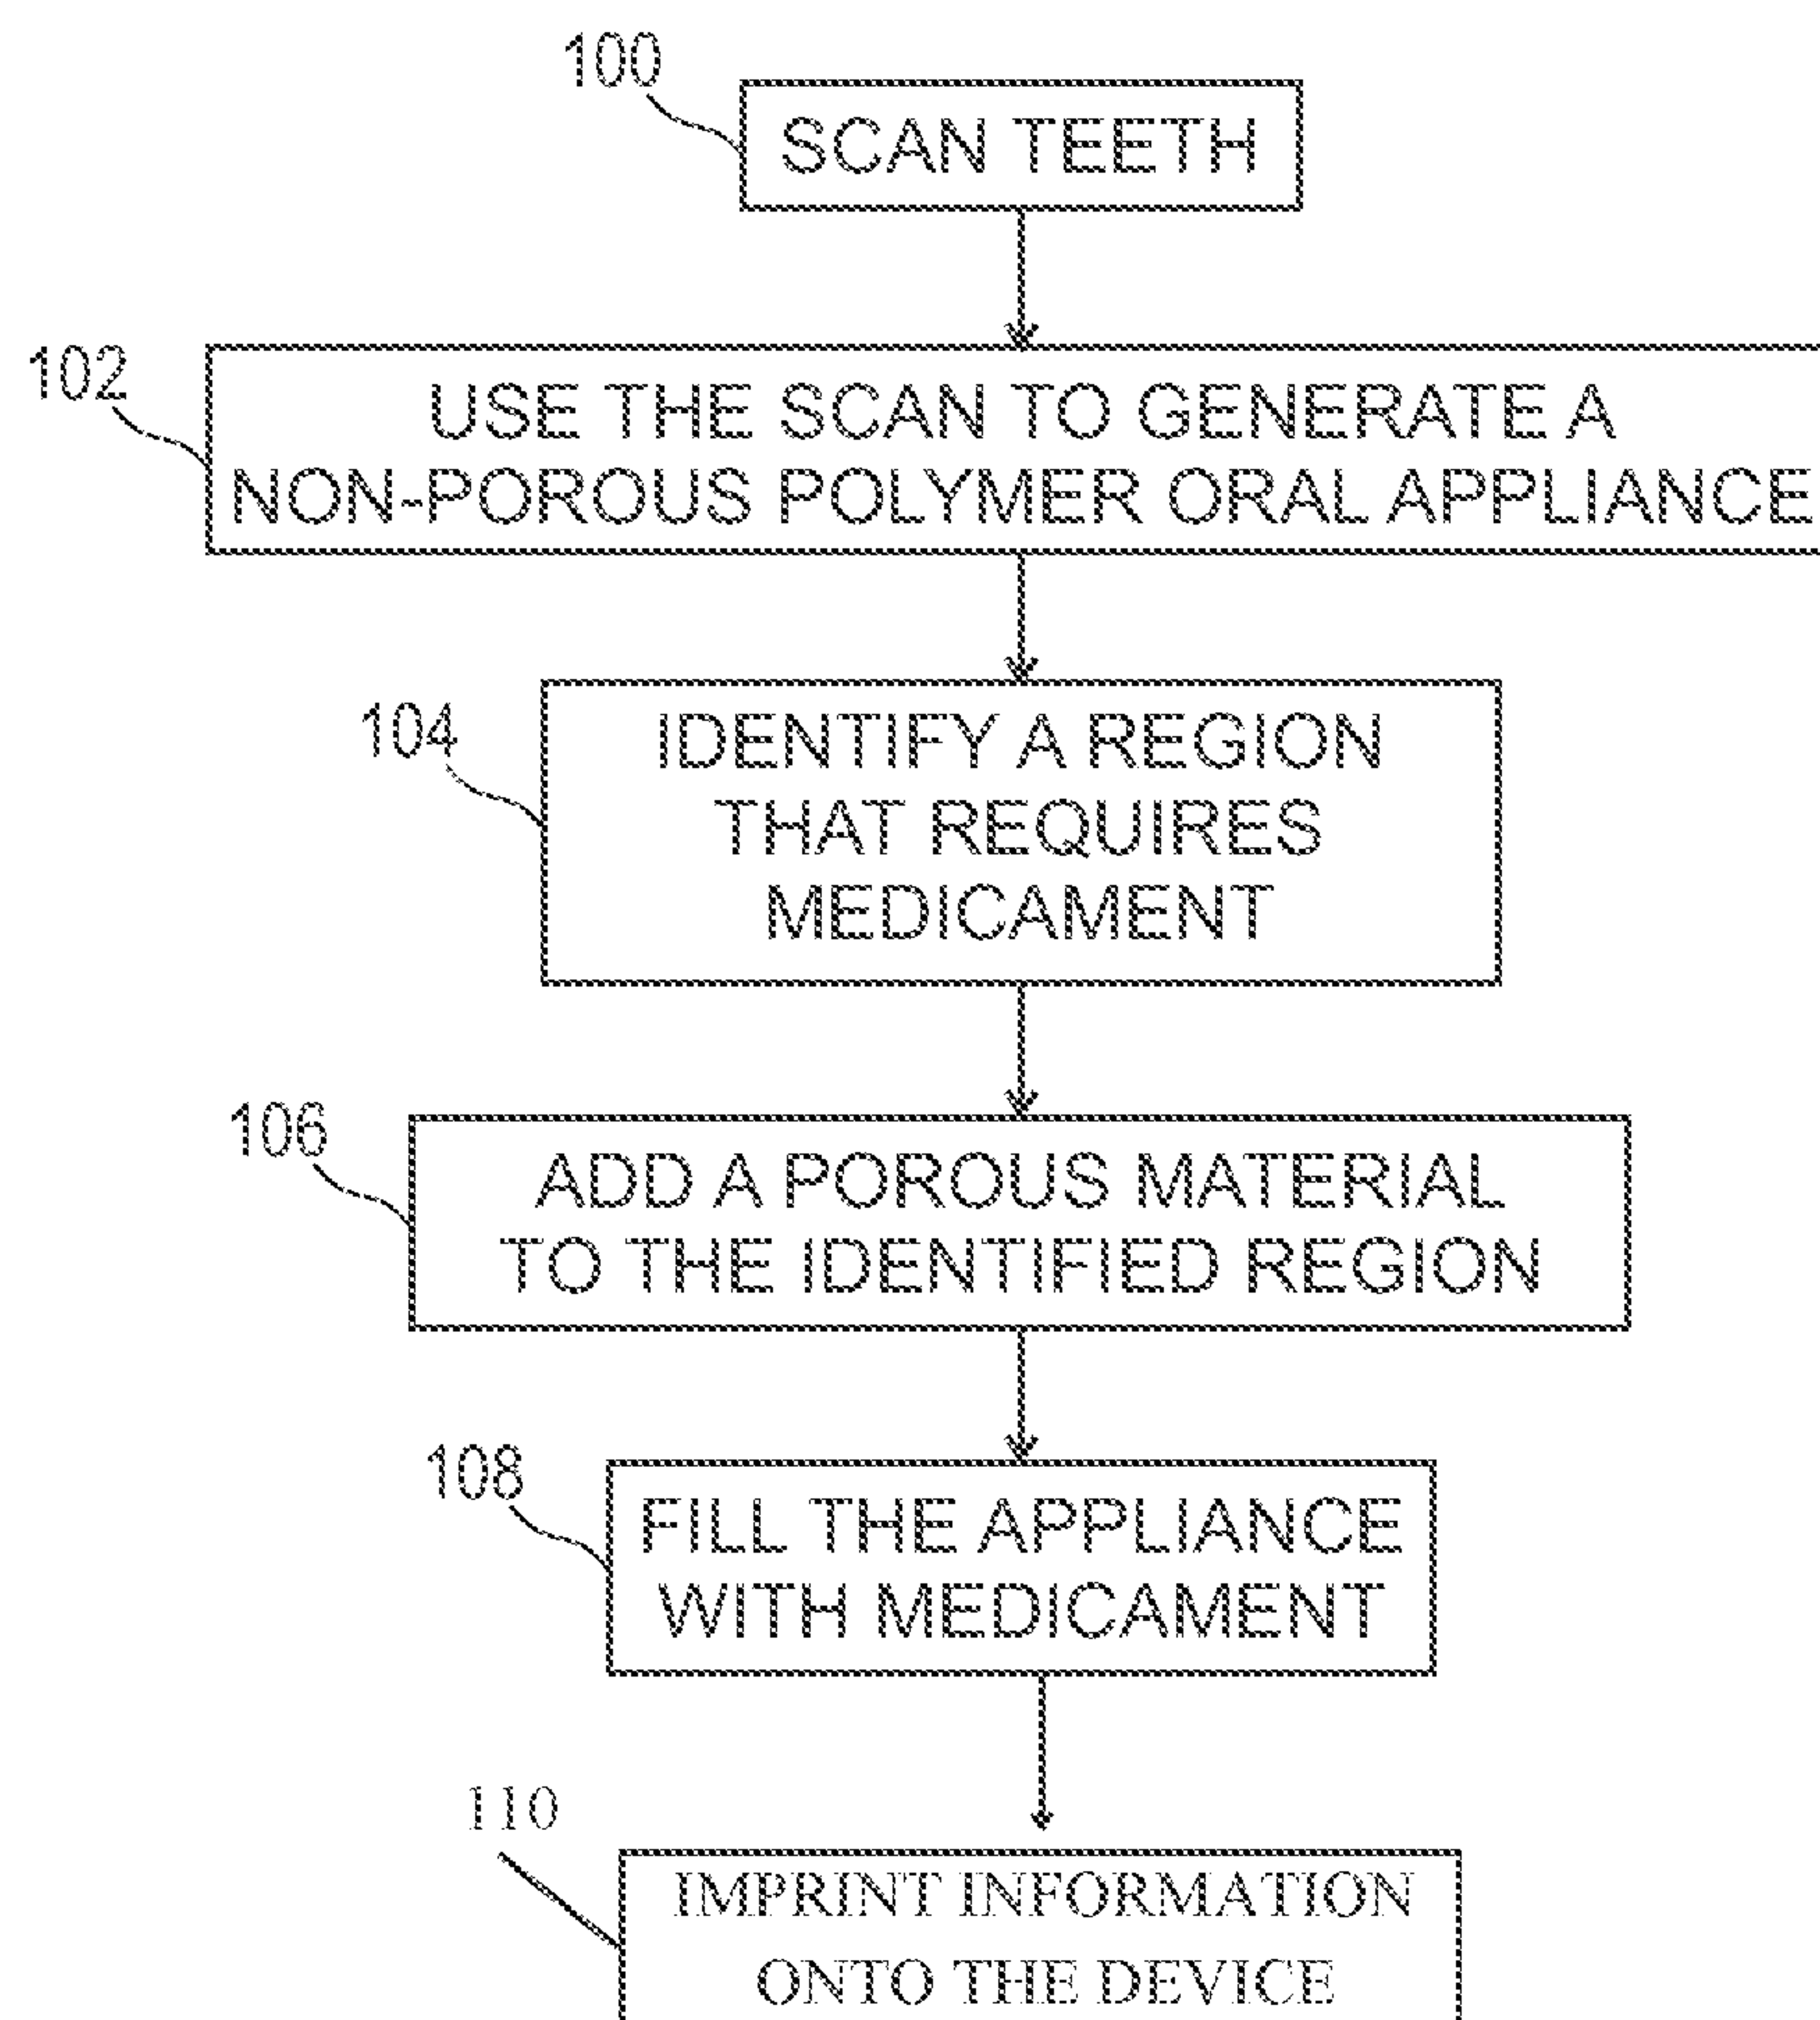 100
SCAN TEETH
102
USE THE SCAN TO GENERATE A
NON-POROUS POLYMER ORAL APPLIANCE
104
IDENTIFY A REGION
THAT REQUIRES
MEDICAMENT
106
ADD A POROUS MATERIAL
TO THE IDENTIFIED REGION
108
FILL THE APPLIANCE
WITH MEDICAMENT
110
IMPRINT INFORMATION
ONTO THE DEVICE